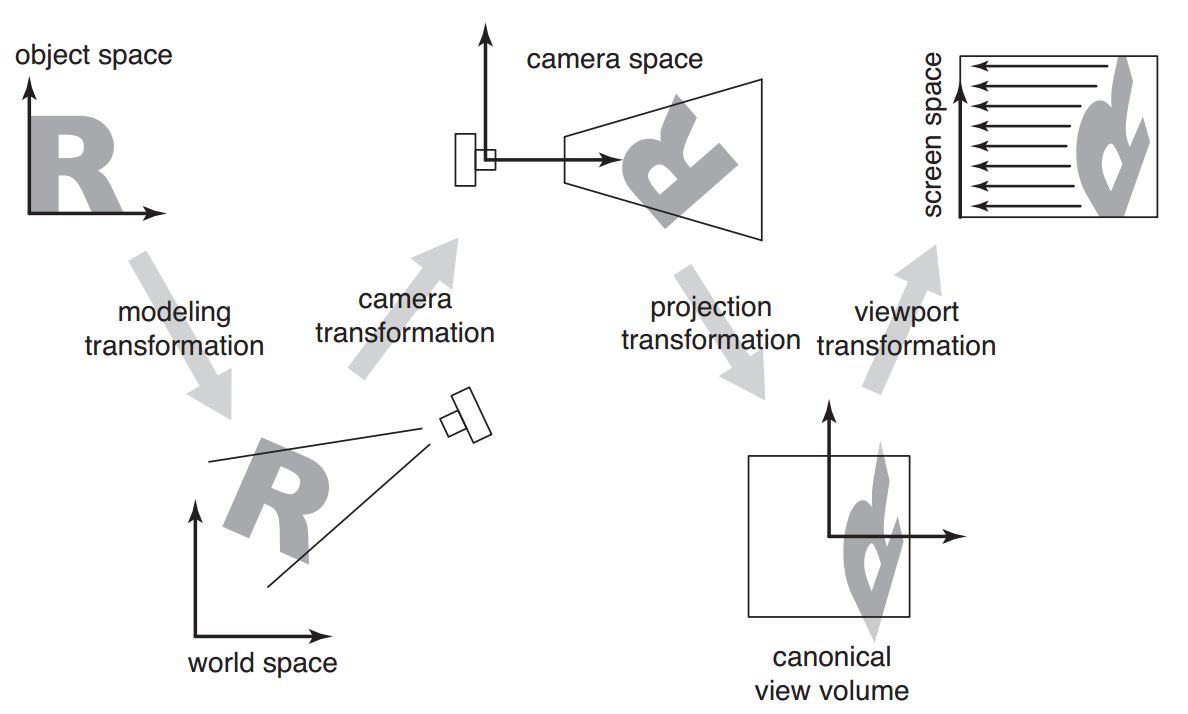 object space
camera space
screen space
modeling
transformation
camera
transformation
projection
transformation
viewport
transformation
R
R
R
R
R
world space
canonical
view volume